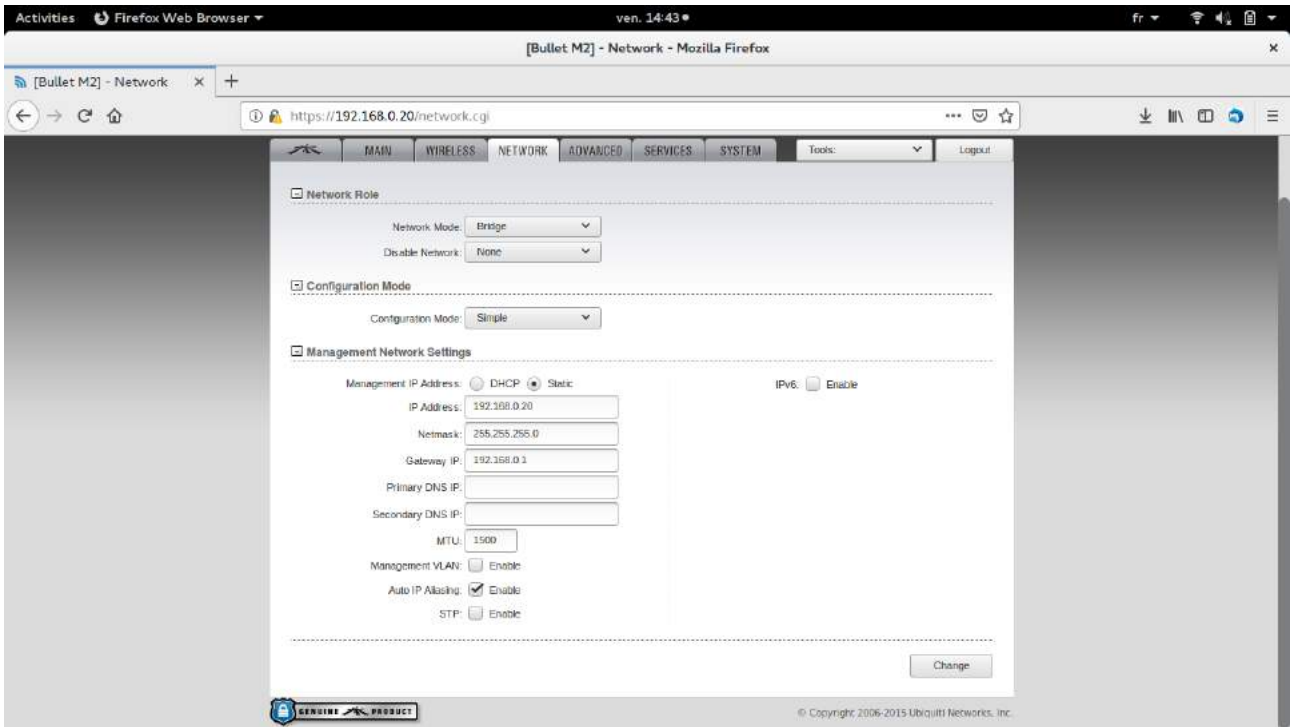 Activities Firefox Web Browser ven. 14:43 fr
[Bullet M2] - Network - Mozilla Firefox ×
[Bullet M2] - Network × +
https://192.168.0.20/network.cgi
MAIN WIRELESS NETWORK ADVANCED SERVICES SYSTEM Tools: Logout
Network Role
Network Mode: Bridge
Disable Network: None
Configuration Mode
Configuration Mode: Simple
Management Network Settings
Management IP Address: DHCP Static IPv6: Enable
IP Address: 192.168.0.20
Netmask: 255.255.255.0
Gateway IP: 192.168.0.1
Primary DNS IP:
Secondary DNS IP:
MTU: 1500
Management VLAN: Enable
Auto IP Aliasing: Enable
STP: Enable
Change
GENUINE PRODUCT © Copyright 2006-2015 Ubiquiti Networks, Inc.